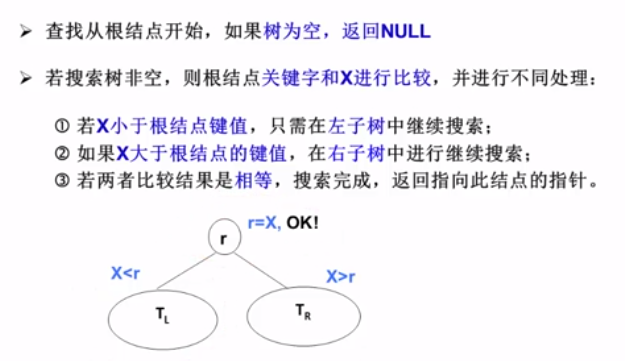 ➢ 查找从根结点开始，如果树为空，返回NULL
➢ 若搜索树非空，则根结点关键字和X进行比较，并进行不同处理：
① 若X小于根结点键值，只需在左子树中继续搜索；
② 如果X大于根结点的键值，在右子树中进行继续搜索；
③ 若两者比较结果是相等，搜索完成，返回指向此结点的指针。
r=X, OK!
r
X<r
X>r
TL
TR